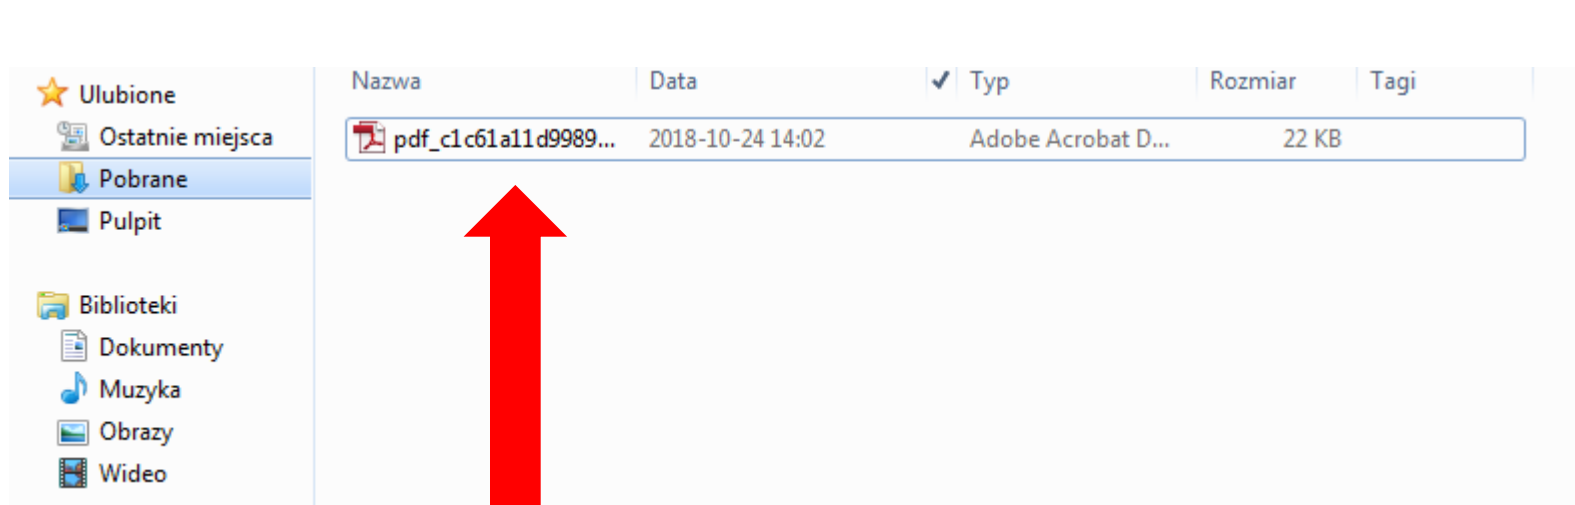 Ulubione
Ostatnie miejsca
Pobrane
Pulpit
Biblioteki
Dokumenty
Muzyka
Obrazy
Wideo
Nazwa Data Typ Rozmiar Tagi
pdf_c1c61a11d9989... 2018-10-24 14:02 Adobe Acrobat D... 22 KB